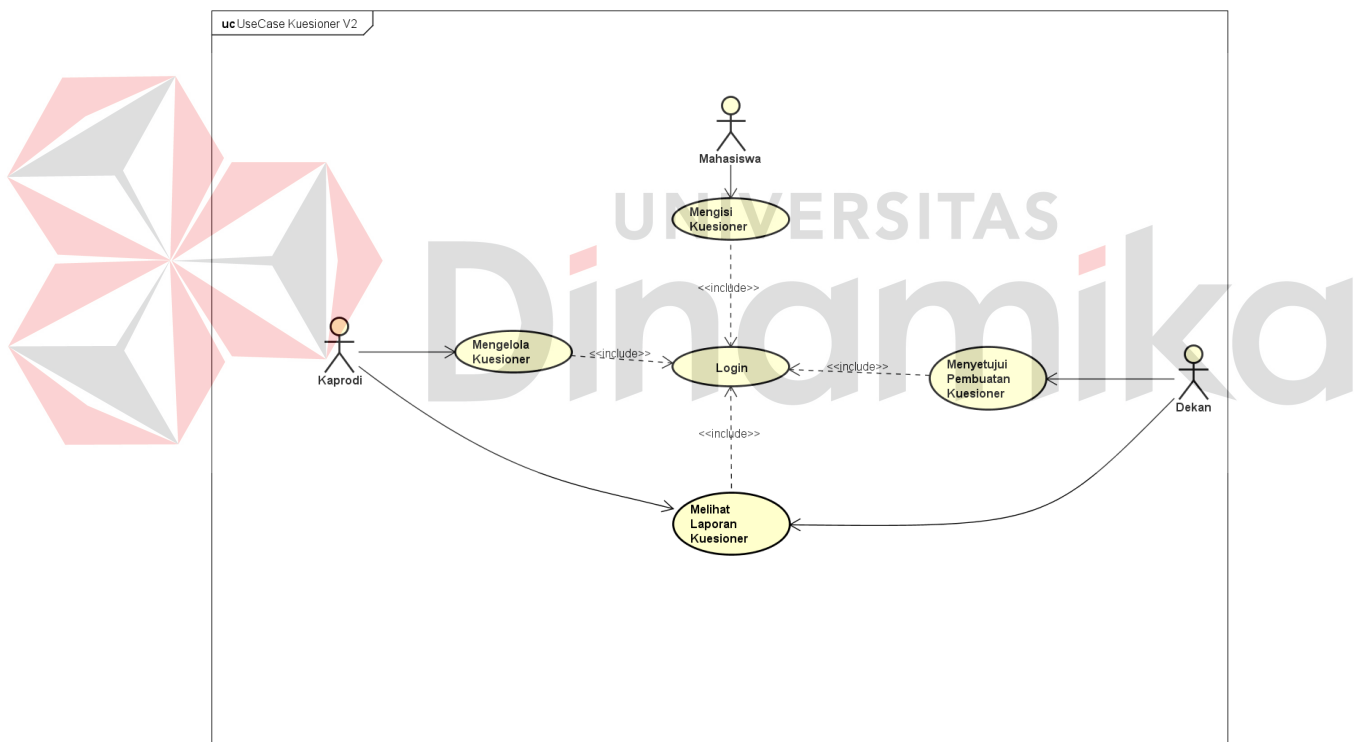 uc UseCase Kuesioner V2
Mahasiswa
Mengisi
Kuesioner
UNIVERSITAS
Dinamika
<<include>>
Kaprodi
Mengelola
Kuesioner
<<include>>
Login
<<include>>
Menyetujui
Pembuatan
Kuesioner
Dekan
<<include>>
Melihat
Laporan
Kuesioner